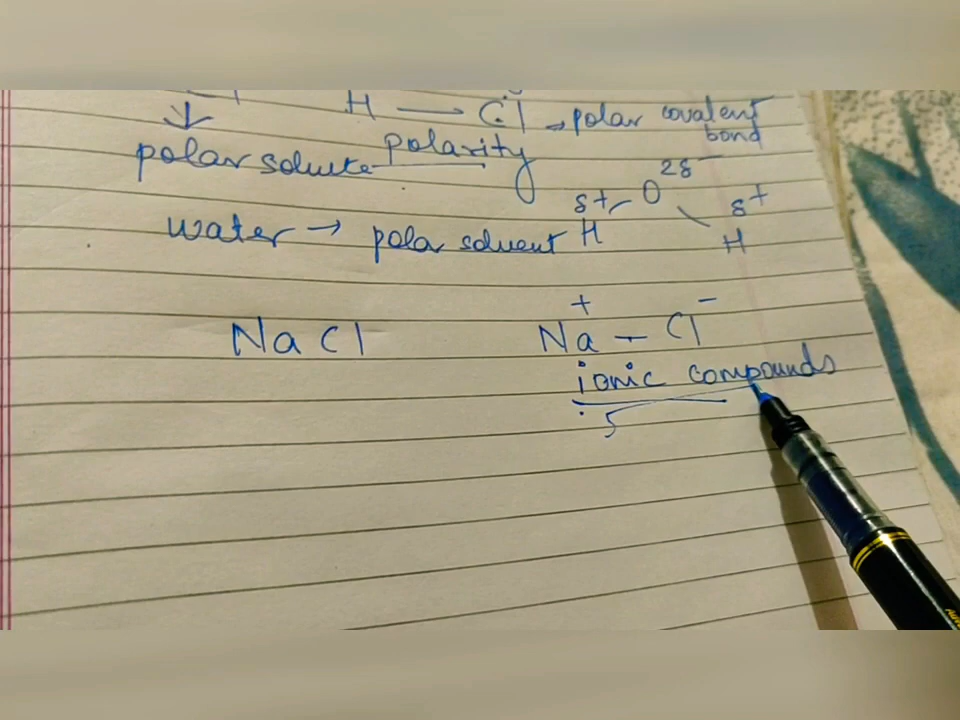 H — Cl → polar covalent bond
polar solute polarity
δ+ O 2δ− δ+
water → polar solvent H H
+ −
NaCl Na — Cl
ionic compounds